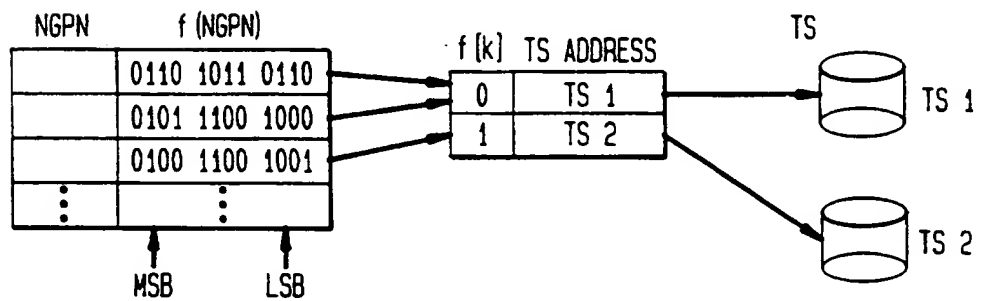 NGPN f (NGPN)
0110 1011 0110
0101 1100 1000
0100 1100 1001
MSB LSB
f (k) TS ADDRESS
0 TS 1
1 TS 2
TS
TS 1
TS 2